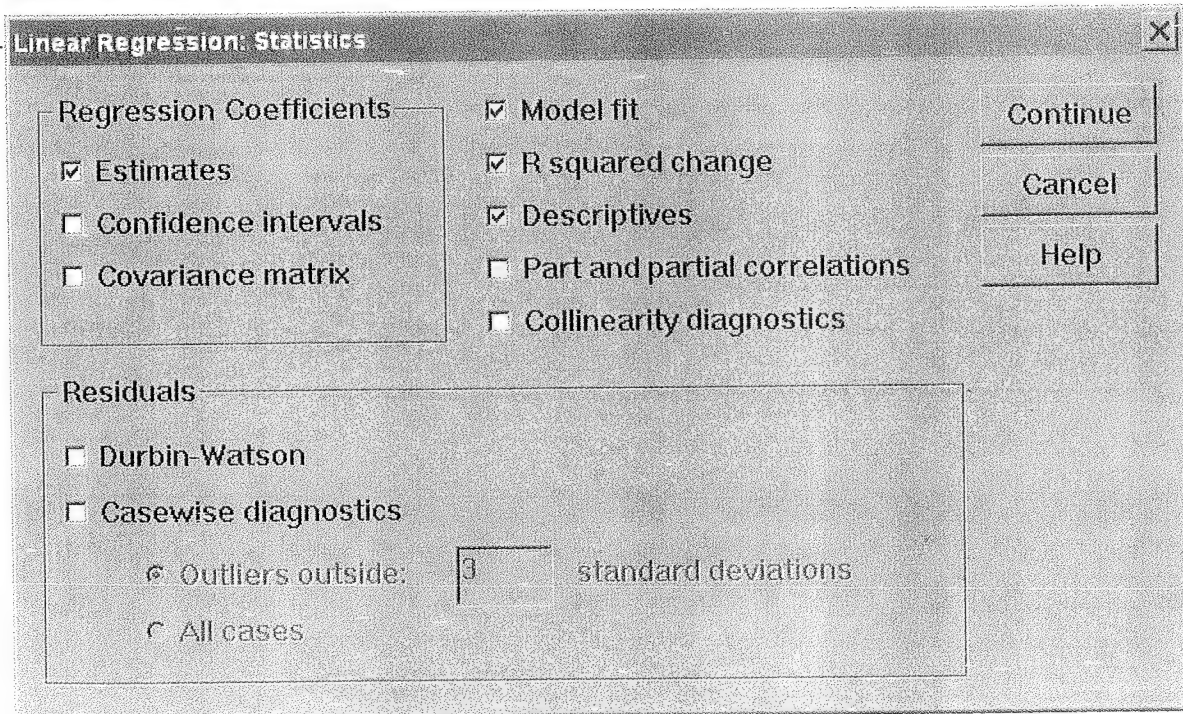 Linear Regression: Statistics
Regression Coefficients
Estimates
Confidence intervals
Covariance matrix
Model fit
R squared change
Descriptives
Part and partial correlations
Collinearity diagnostics
Continue
Cancel
Help
Residuals
Durbin-Watson
Casewise diagnostics
Outliers outside: 3 standard deviations
All cases